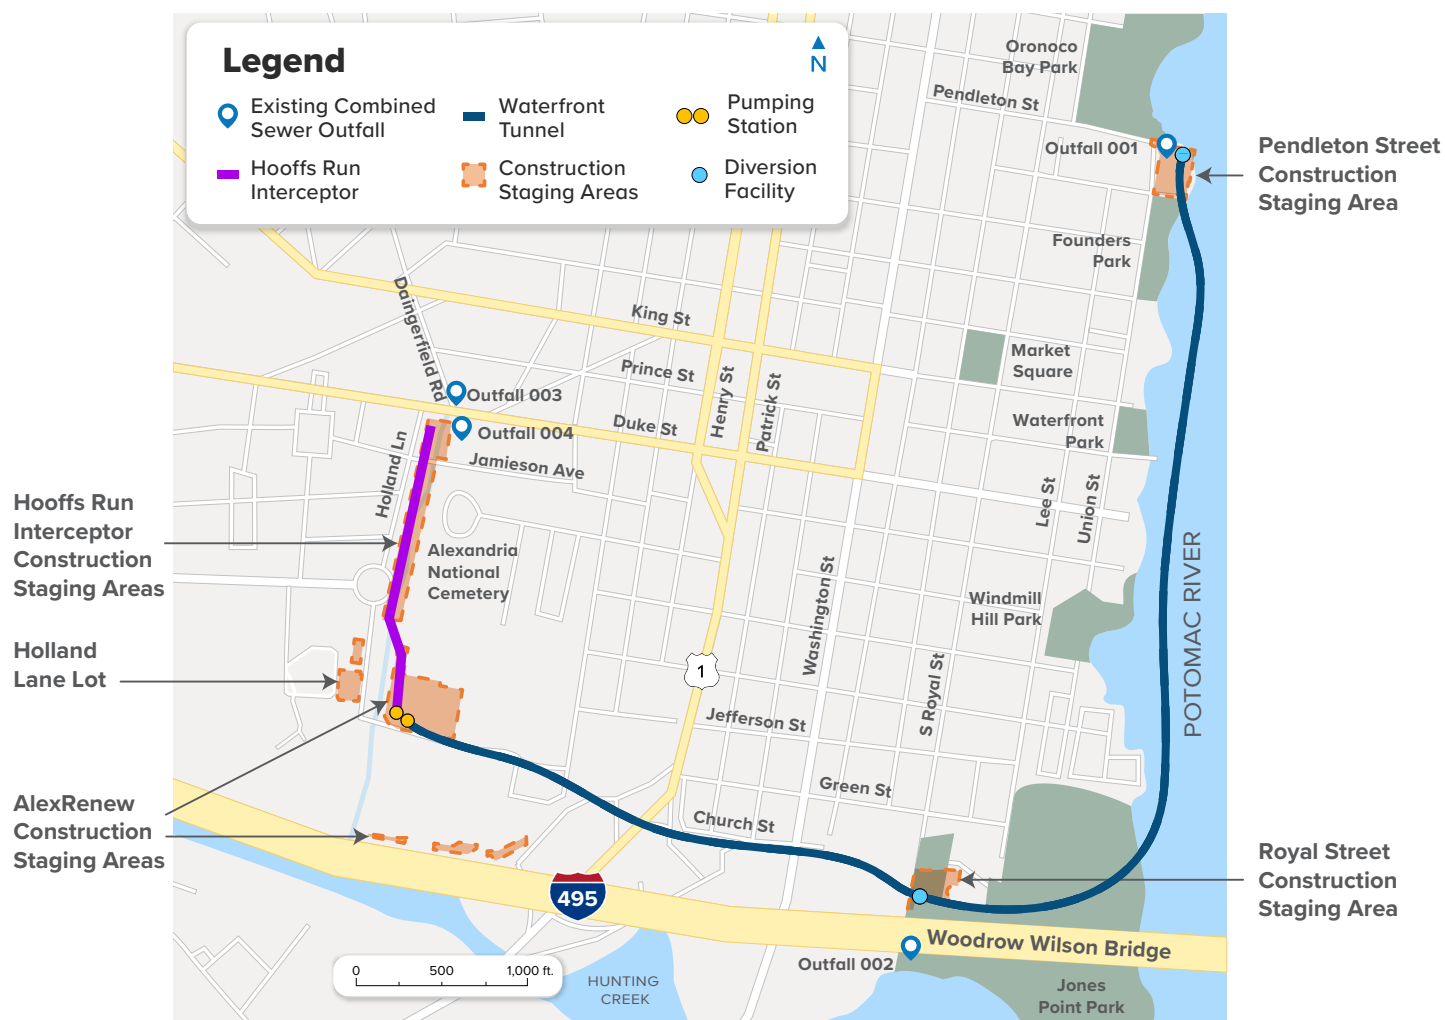 Legend
N
Existing Combined
Sewer Outfall
Waterfront
Tunnel
Pumping
Station
Hooffs Run
Interceptor
Construction
Staging Areas
Diversion
Facility
Oronoco
Bay Park
Pendleton St
Outfall 001
Pendleton Street
Construction
Staging Area
Founders
Park
Daingerfield Rd
King St
Prince St
Henry St
Patrick St
Market
Square
Outfall 003
Outfall 004
Duke St
Waterfront
Park
Holland Ln
Jamieson Ave
Lee St
Union St
Hooffs Run
Interceptor
Construction
Staging Areas
Alexandria
National
Cemetery
Washington St
Windmill
Hill Park
POTOMAC RIVER
Holland
Lane Lot
1
S Royal St
Jefferson St
Green St
Church St
AlexRenew
Construction
Staging Areas
495
Royal Street
Construction
Staging Area
Woodrow Wilson Bridge
Outfall 002
0 500 1,000 ft.
HUNTING
CREEK
Jones
Point Park